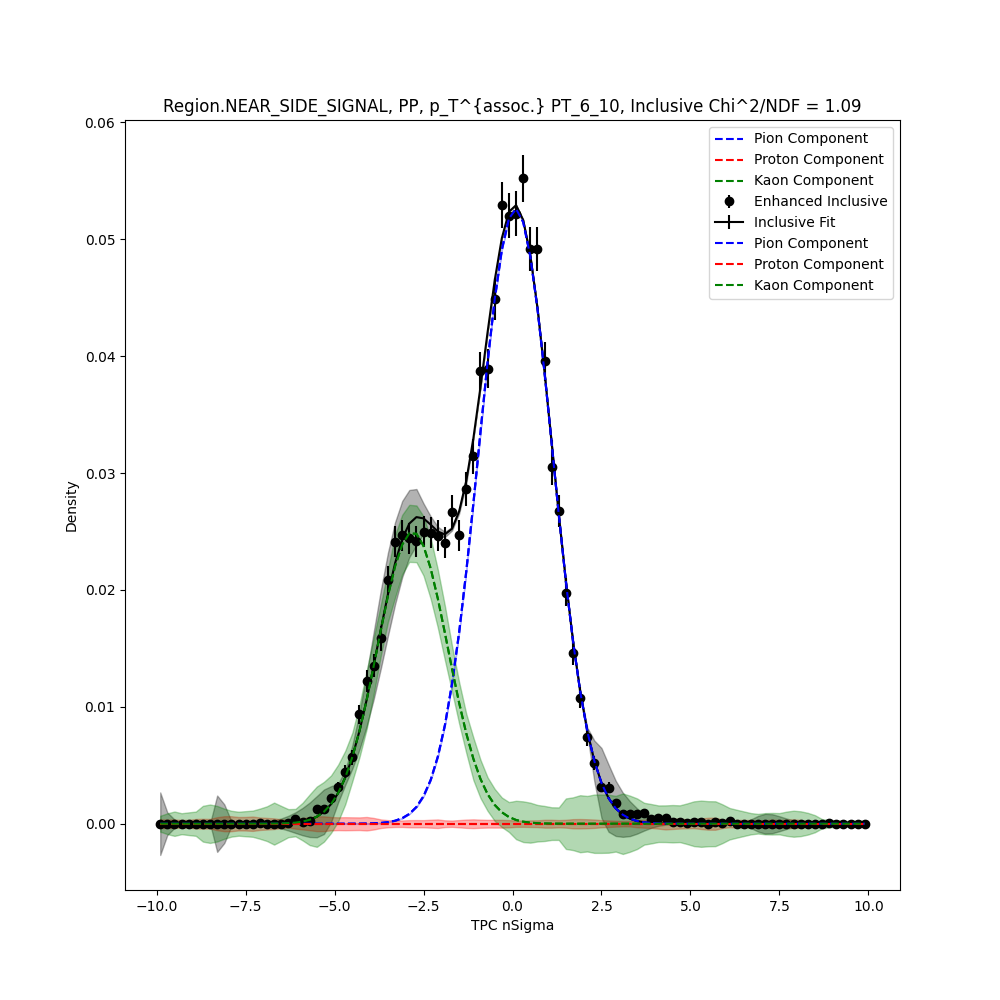 Region.NEAR_SIDE_SIGNAL, PP, p_T^{assoc.} PT_6_10, Inclusive Chi^2/NDF = 1.09
Pion Component
Proton Component
Kaon Component
Enhanced Inclusive
Inclusive Fit
Pion Component
Proton Component
Kaon Component
0.06
0.05
0.04
0.03
0.02
0.01
0.00
Density
−10.0 −7.5 −5.0 −2.5 0.0 2.5 5.0 7.5 10.0
TPC nSigma